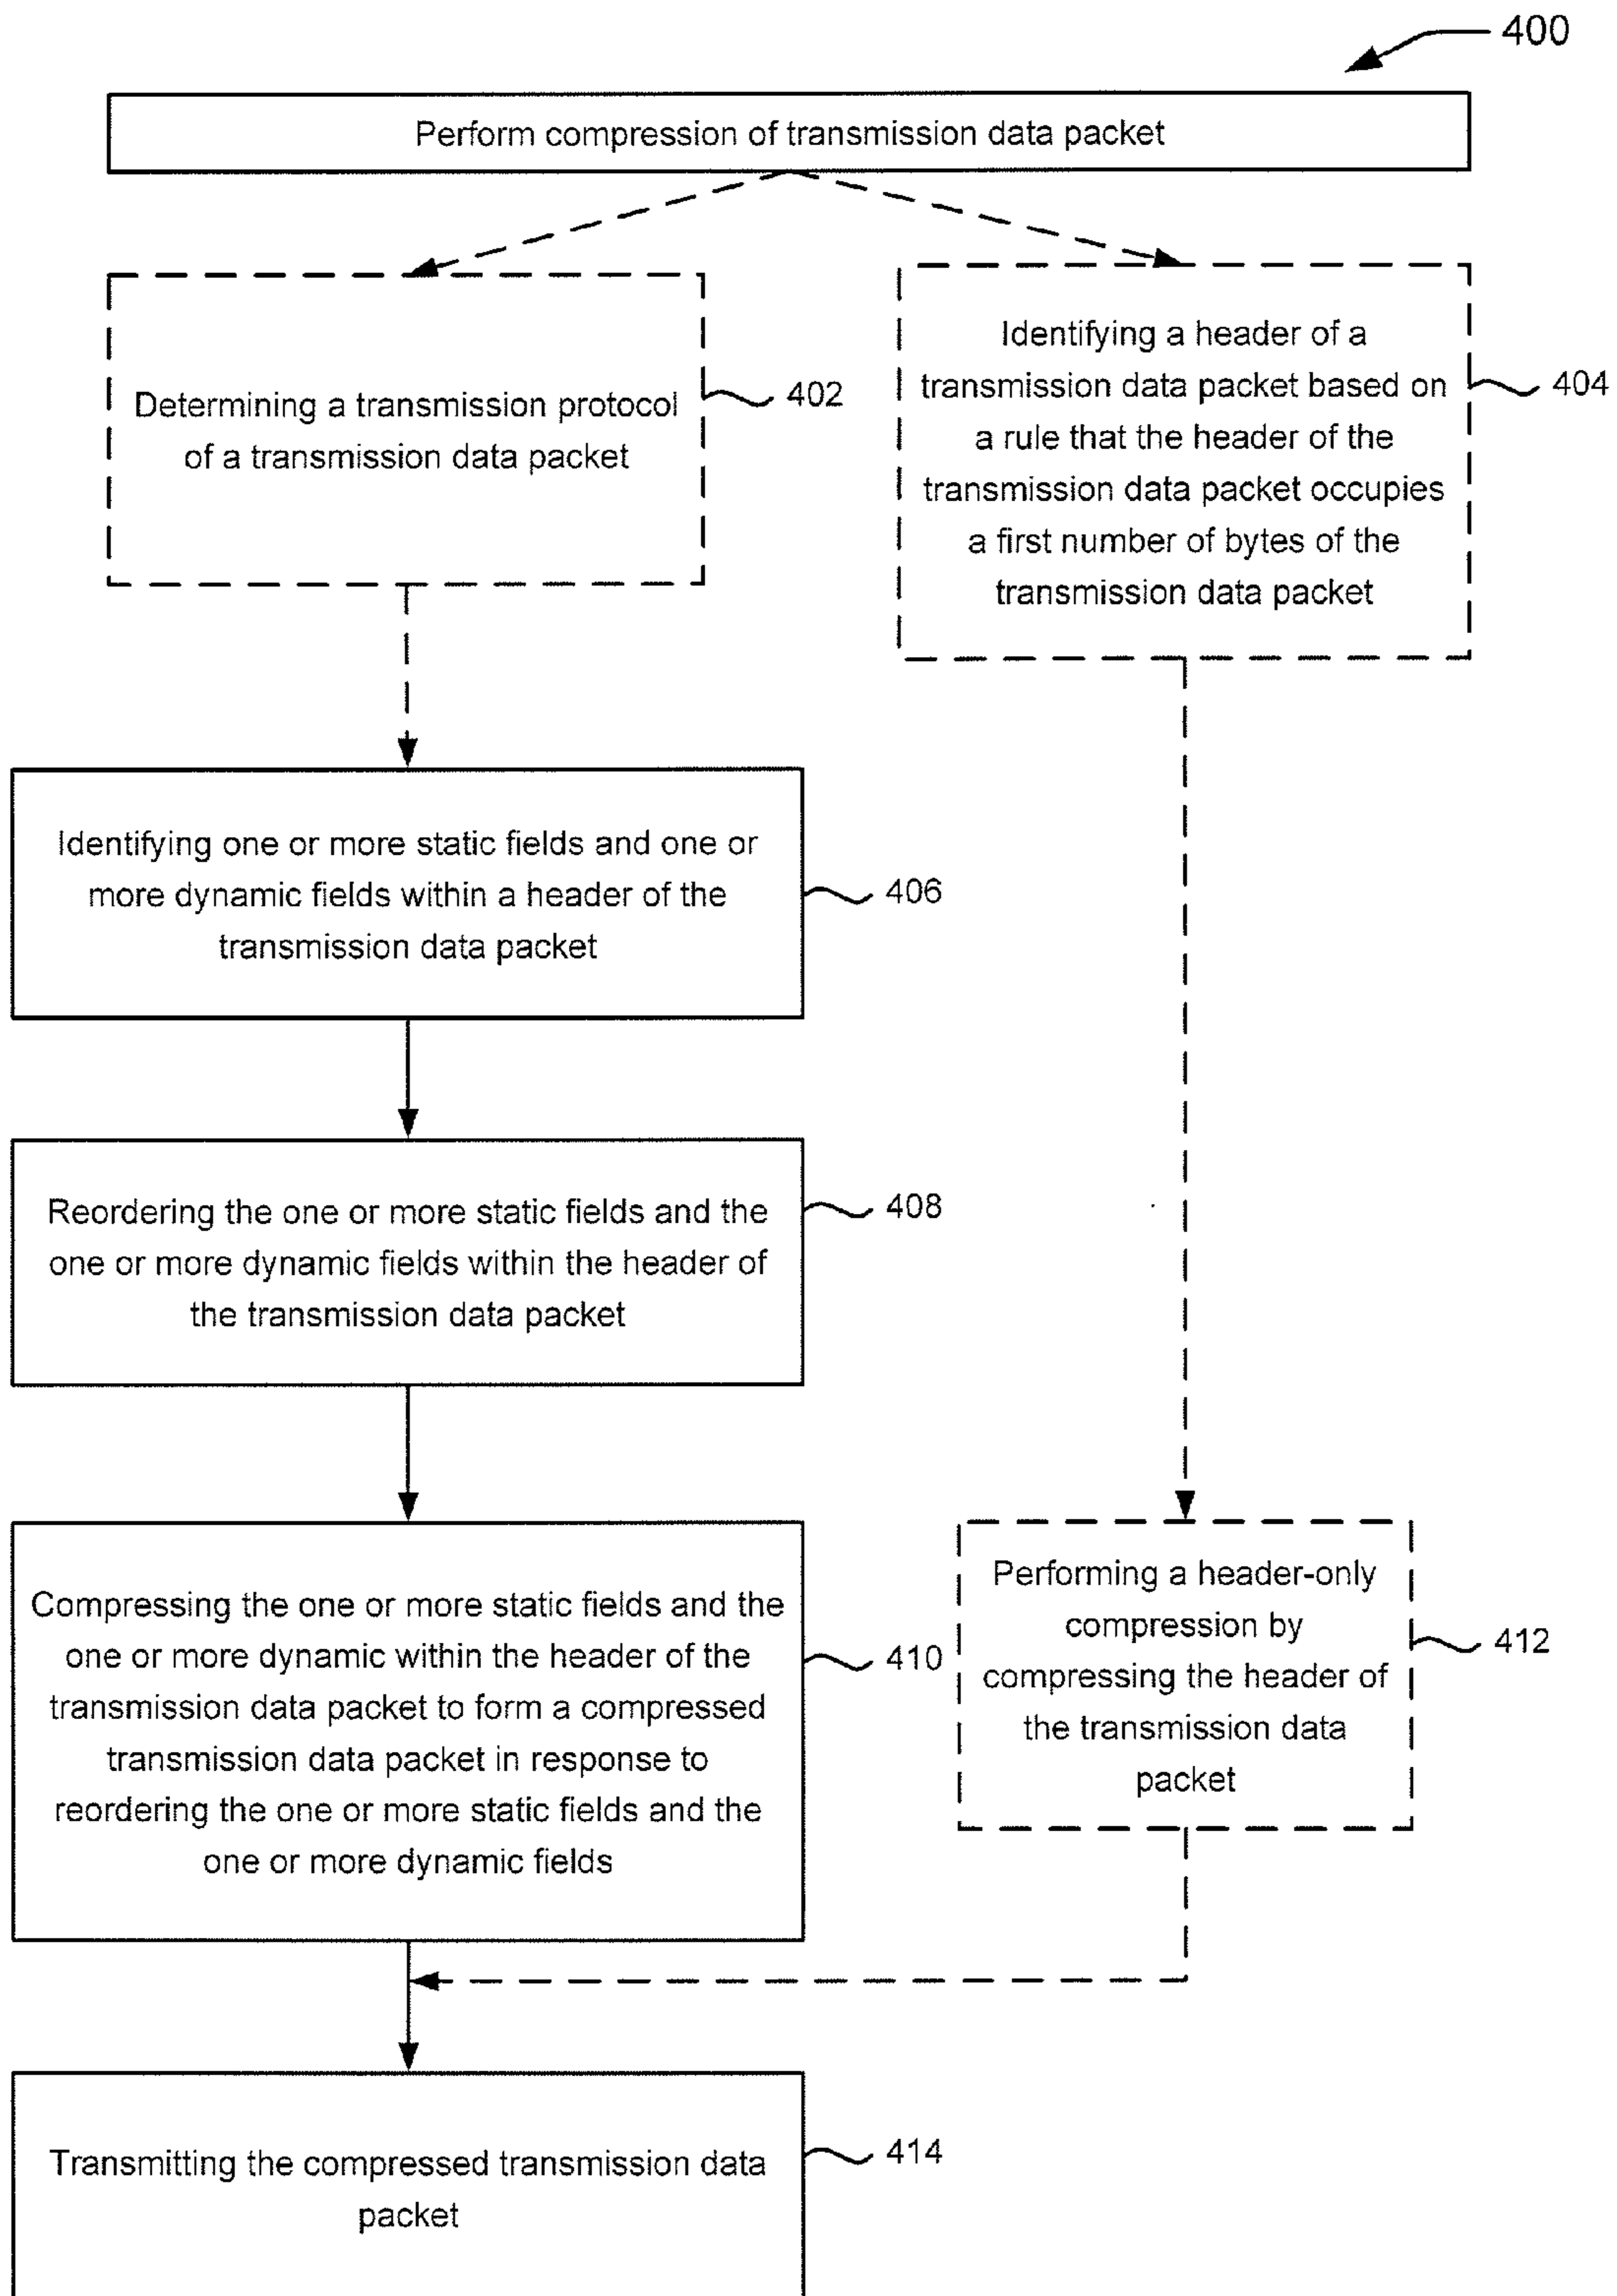 400
Perform compression of transmission data packet
Determining a transmission protocol
of a transmission data packet
402
Identifying a header of a
transmission data packet based on
a rule that the header of the
transmission data packet occupies
a first number of bytes of the
transmission data packet
404
Identifying one or more static fields and one or
more dynamic fields within a header of the
transmission data packet
406
Reordering the one or more static fields and the
one or more dynamic fields within the header of
the transmission data packet
408
Compressing the one or more static fields and the
one or more dynamic within the header of the
transmission data packet to form a compressed
transmission data packet in response to
reordering the one or more static fields and the
one or more dynamic fields
410
Performing a header-only
compression by
compressing the header of
the transmission data
packet
412
Transmitting the compressed transmission data
packet
414